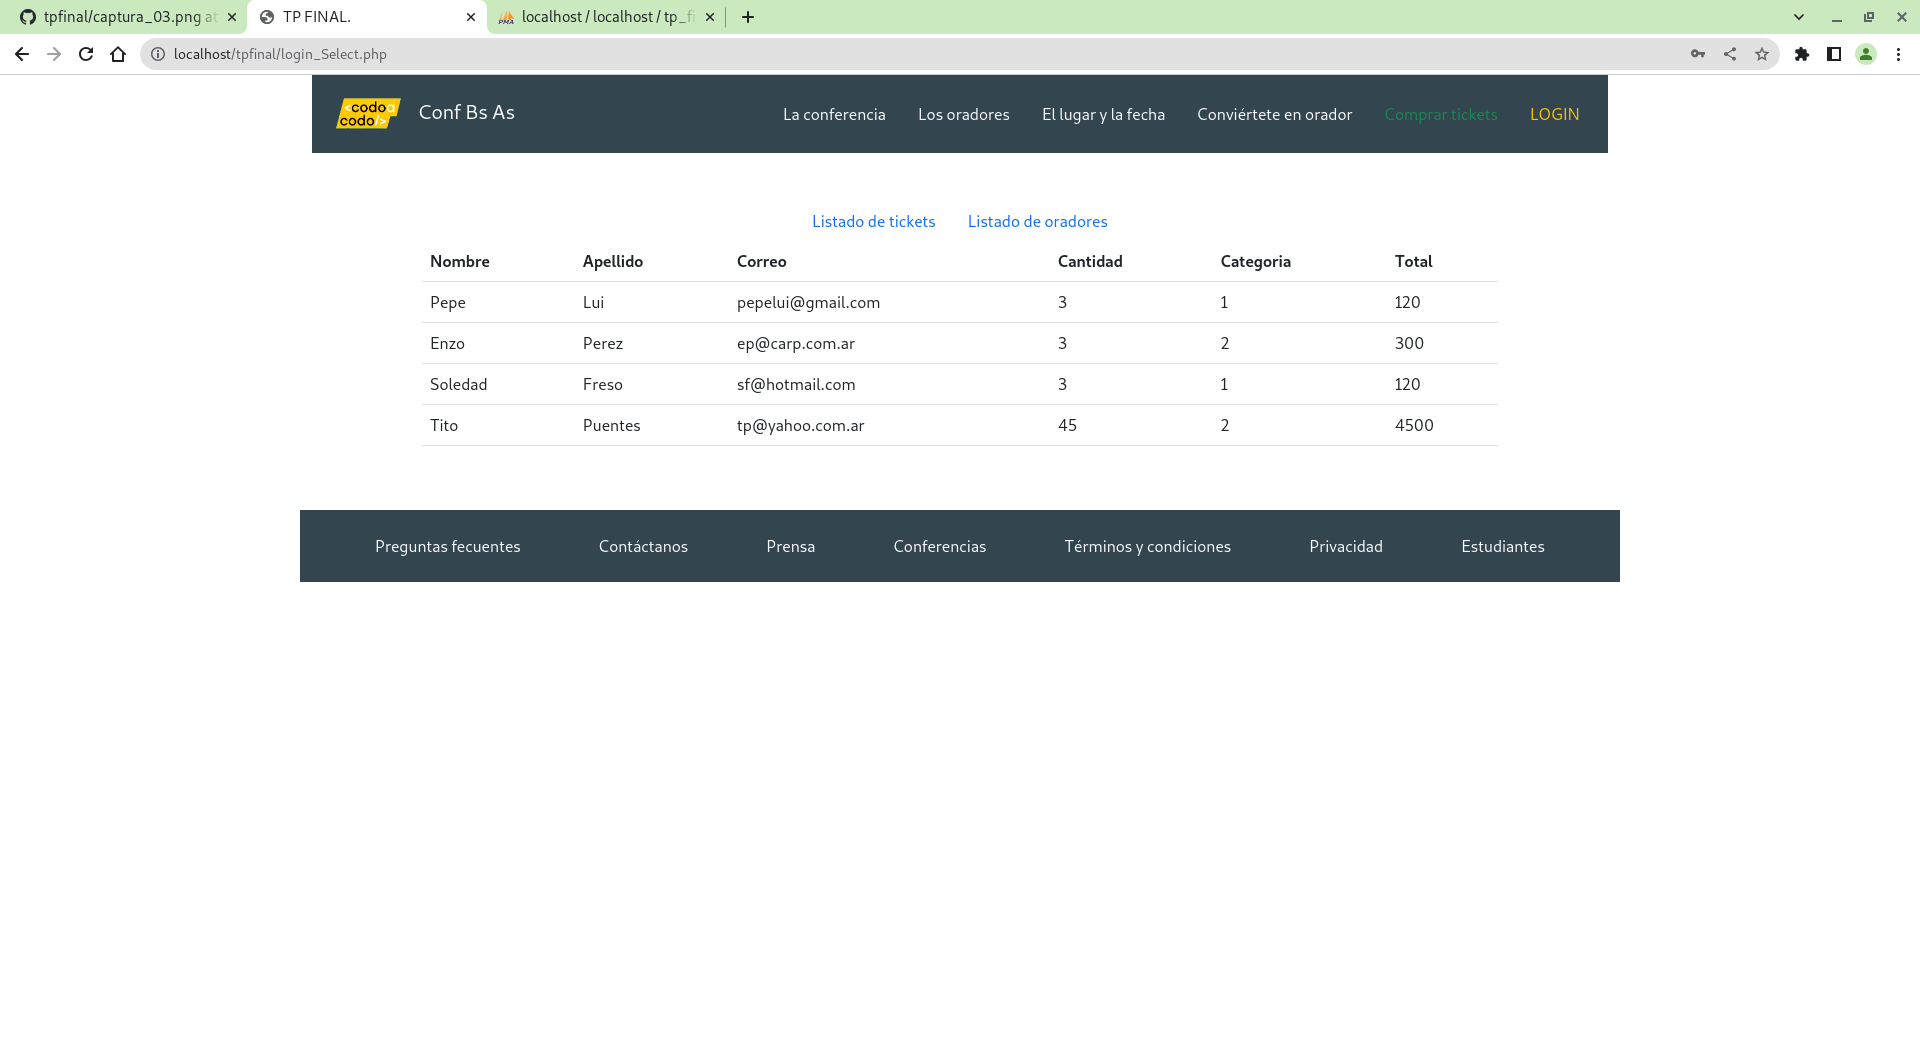 tpfinal/captura_03.png at TP FINAL. localhost / localhost / tp_fi
localhost/tpfinal/login_Select.php
<codo a
codo />
Conf Bs As La conferencia Los oradores El lugar y la fecha Conviértete en orador Comprar tickets LOGIN
Listado de tickets Listado de oradores
Nombre Apellido Correo Cantidad Categoria Total
Pepe Lui pepelui@gmail.com 3 1 120
Enzo Perez ep@carp.com.ar 3 2 300
Soledad Freso sf@hotmail.com 3 1 120
Tito Puentes tp@yahoo.com.ar 45 2 4500
Preguntas fecuentes Contáctanos Prensa Conferencias Términos y condiciones Privacidad Estudiantes